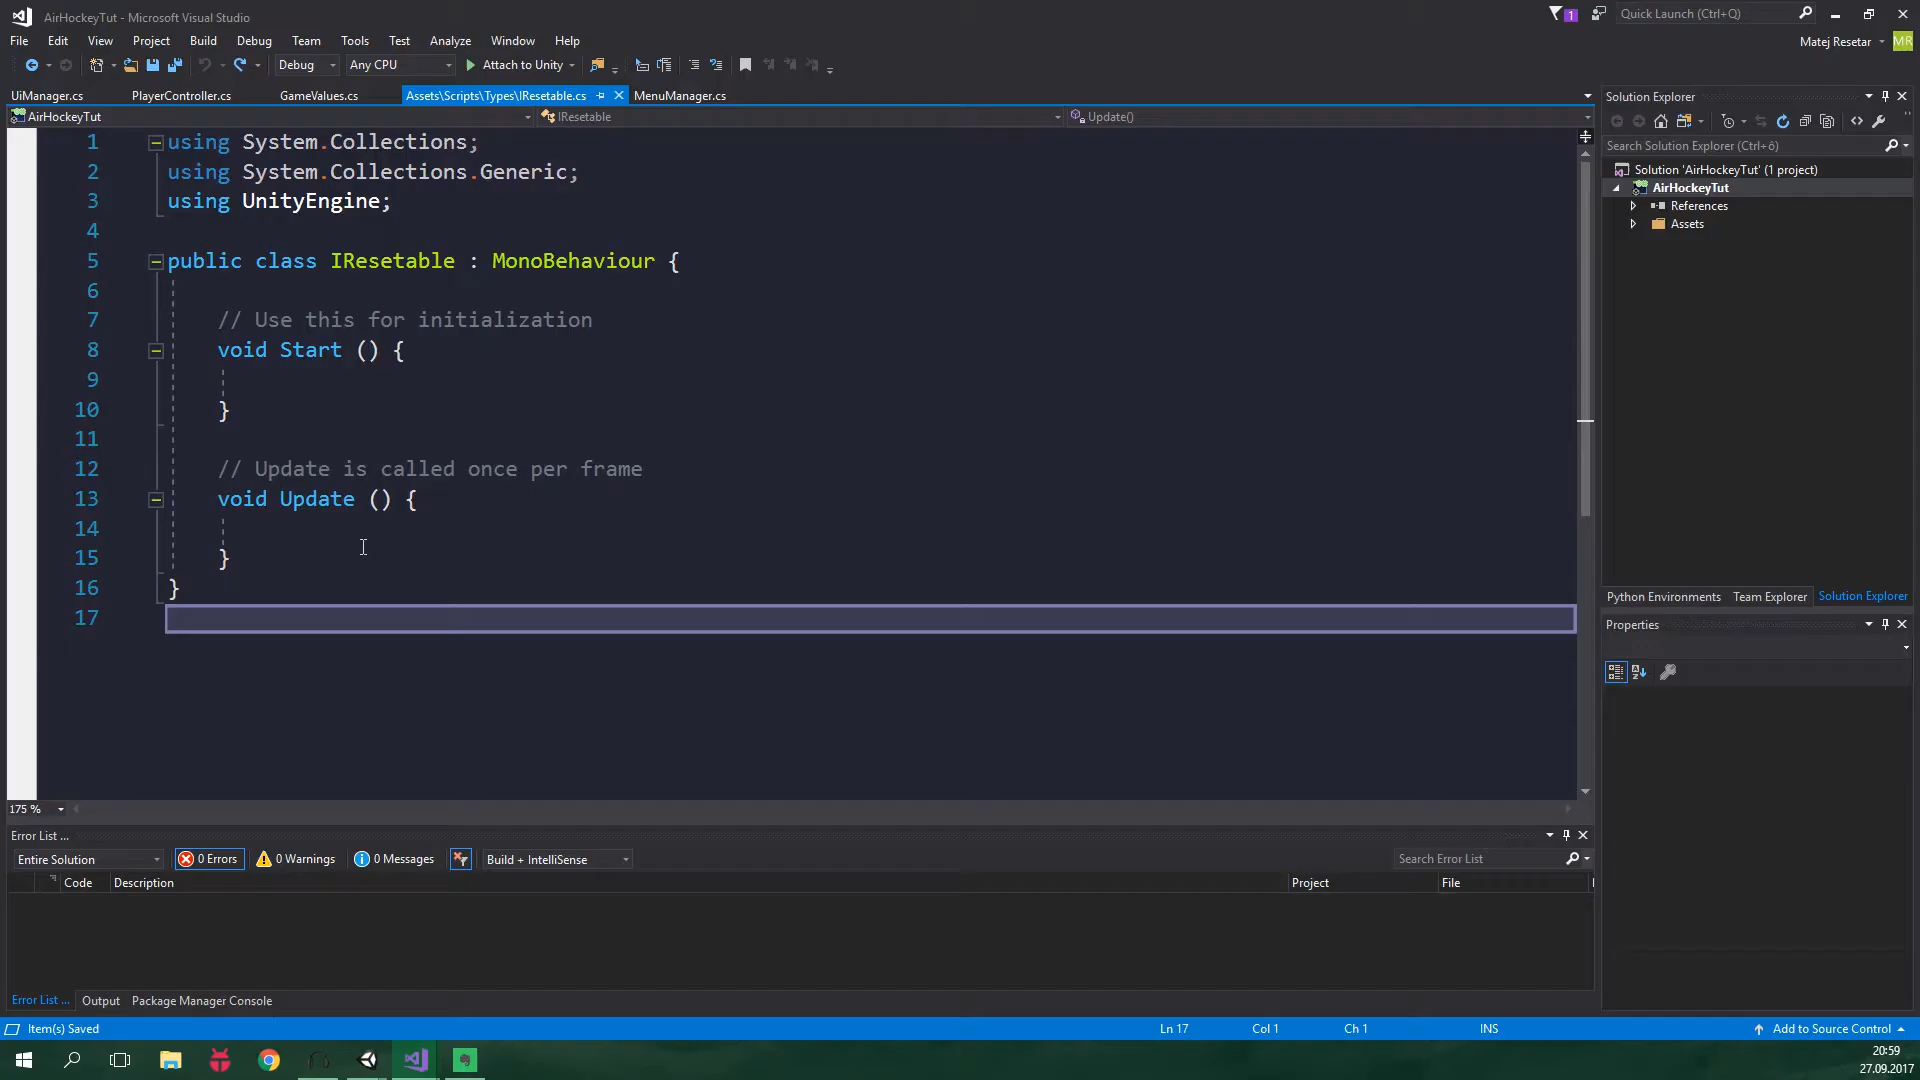 AirHockeyTut - Microsoft Visual Studio
1
Quick Launch (Ctrl+Q)
File Edit View Project Build Debug Team Tools Test Analyze Window Help
Matej Resetar MR
Debug Any CPU Attach to Unity
UiManager.cs PlayerController.cs GameValues.cs Assets\Scripts\Types\IResetable.cs MenuManager.cs
AirHockeyTut IResetable Update()
1 using System.Collections;
2 using System.Collections.Generic;
3 using UnityEngine;
4
5 public class IResetable : MonoBehaviour {
6
7 // Use this for initialization
8 void Start () {
9
10 }
11
12 // Update is called once per frame
13 void Update () {
14
15 }
16 }
17
175 %
Solution Explorer
Search Solution Explorer (Ctrl+ô)
Solution 'AirHockeyTut' (1 project)
AirHockeyTut
References
Assets
Python Environments Team Explorer Solution Explorer
Properties
Error List ...
Entire Solution 0 Errors 0 Warnings 0 Messages Build + IntelliSense Search Error List
Code Description Project File
Error List ... Output Package Manager Console
Item(s) Saved Ln 17 Col 1 Ch 1 INS Add to Source Control
20:59
27.09.2017